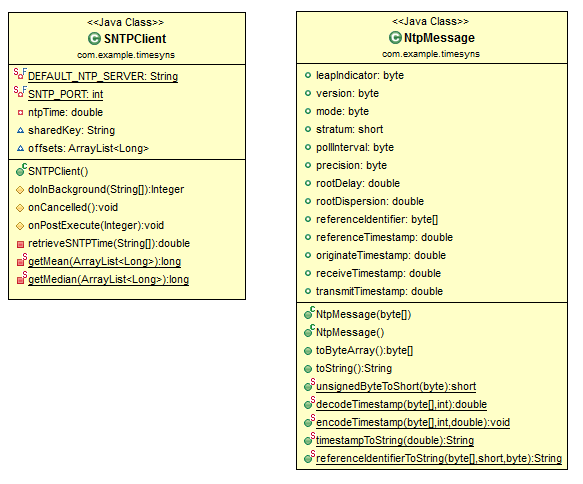 <<Java Class>>
SNTPClient
com.example.timesyns
DEFAULT_NTP_SERVER: String
SNTP_PORT: int
ntpTime: double
sharedKey: String
offsets: ArrayList<Long>
SNTPClient()
doInBackground(String[]):Integer
onCancelled():void
onPostExecute(Integer):void
retrieveSNTPTime(String[]):double
getMean(ArrayList<Long>):long
getMedian(ArrayList<Long>):long
<<Java Class>>
NtpMessage
com.example.timesyns
leapIndicator: byte
version: byte
mode: byte
stratum: short
pollInterval: byte
precision: byte
rootDelay: double
rootDispersion: double
referenceIdentifier: byte[]
referenceTimestamp: double
originateTimestamp: double
receiveTimestamp: double
transmitTimestamp: double
NtpMessage(byte[])
NtpMessage()
toByteArray():byte[]
toString():String
unsignedByteToShort(byte):short
decodeTimestamp(byte[],int):double
encodeTimestamp(byte[],int,double):void
timestampToString(double):String
referenceIdentifierToString(byte[],short,byte):String